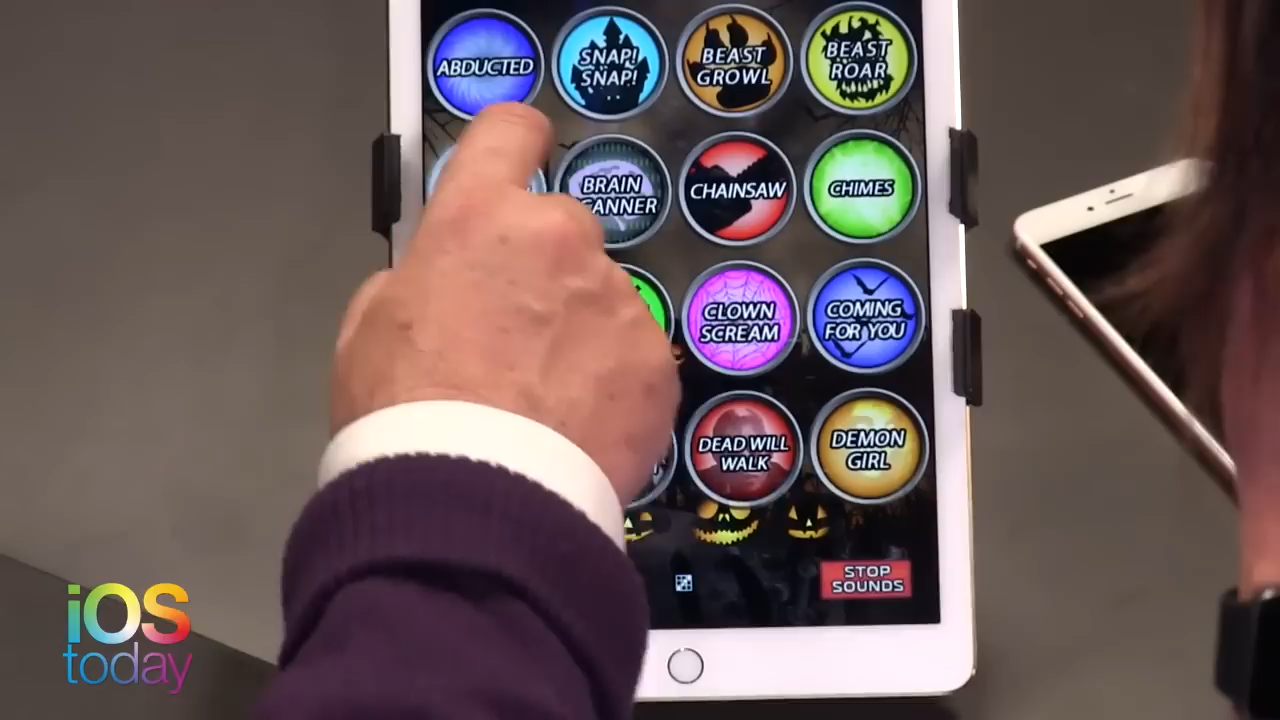 ABDUCTED
SNAP!
SNAP!
BEAST
GROWL
BEAST
ROAR
BRAIN
CHAINSAW
CHIMES
CLOWN
SCREAM
COMING
FOR YOU
DEAD WILL
WALK
DEMON
GIRL
STOP
SOUNDS
iOS
today